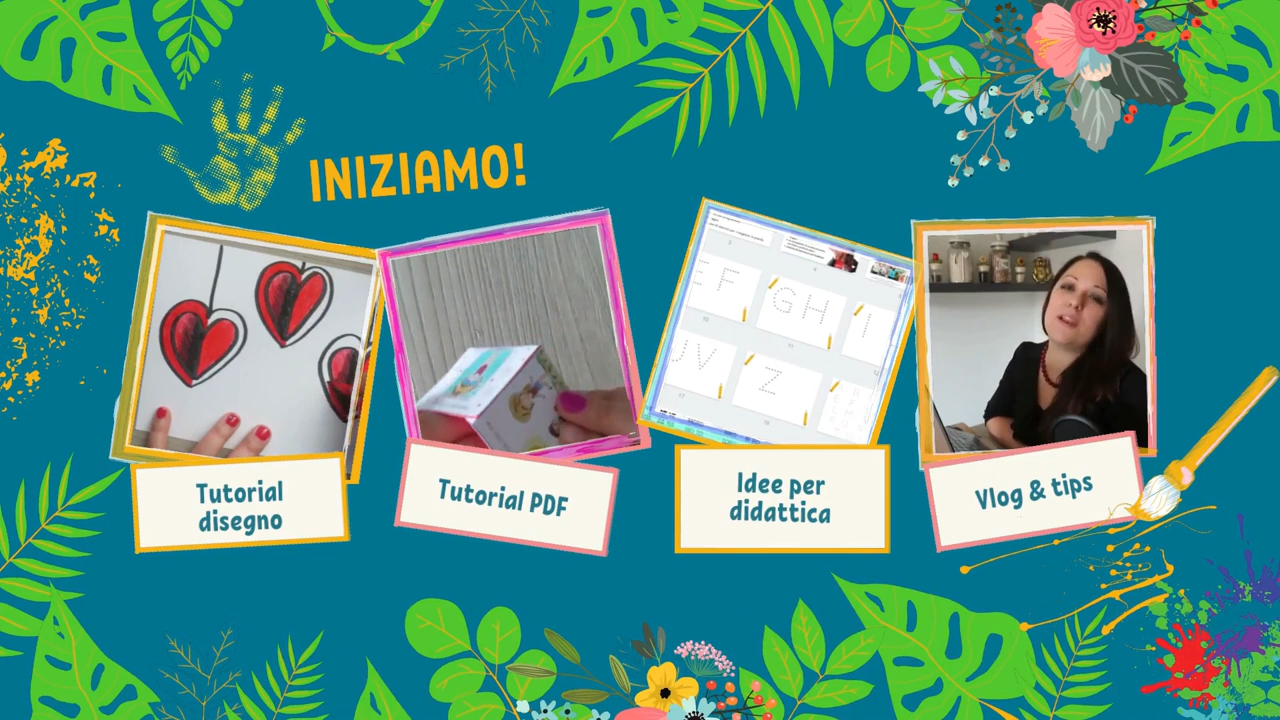 INIZIAMO!
E F
G H
I
U V
Z
Tutorial
disegno
Tutorial PDF
Idee per
didattica
Vlog & tips